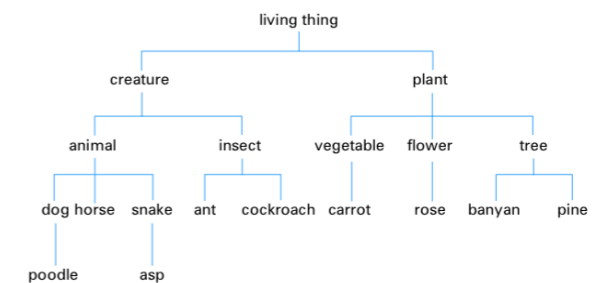 living thing
creature plant
animal insect vegetable flower tree
dog horse snake ant cockroach carrot rose banyan pine
poodle asp